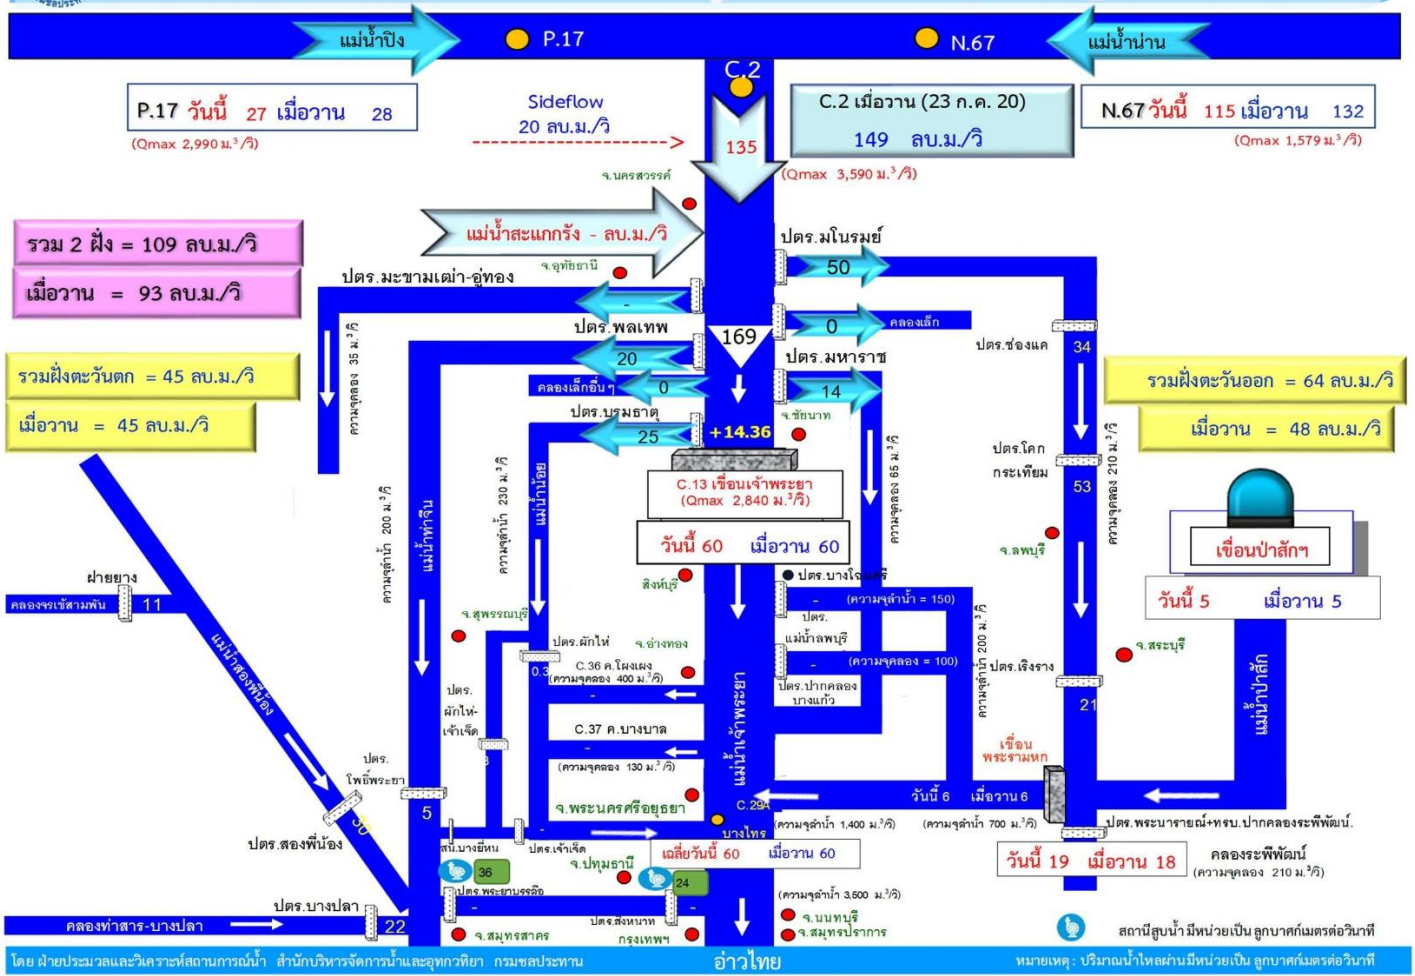 แม่น้ำปิง
P.17
N.67
แม่น้ำน่าน
C.2
P.17 วันนี้ 27 เมื่อวาน 28
(Qmax 2,990 ม.³/วิ)
Sideflow
20 ลบ.ม./วิ
135
C.2 เมื่อวาน (23 ก.ค. 20)
149 ลบ.ม./วิ
(Qmax 3,590 ม.³/วิ)
N.67 วันนี้ 115 เมื่อวาน 132
(Qmax 1,579 ม.³/วิ)
จ.นครสวรรค์
แม่น้ำสะแกกรัง - ลบ.ม./วิ
รวม 2 ฝั่ง = 109 ลบ.ม./วิ
เมื่อวาน = 93 ลบ.ม./วิ
จ.อุทัยธานี
ปตร.มโนรมย์
50
ปตร.มะขามเฒ่า-อู่ทอง
-
0
คลองเล็ก
ปตร.พลเทพ
20
169
ปตร.มหาราช
14
ปตร.ช่องแค
34
ความจุคลอง 35 ม.³/วิ
คลองเล็กอื่นๆ
0
รวมฝั่งตะวันตก = 45 ลบ.ม./วิ
เมื่อวาน = 45 ลบ.ม./วิ
รวมฝั่งตะวันออก = 64 ลบ.ม./วิ
เมื่อวาน = 48 ลบ.ม./วิ
ปตร.บรมธาตุ
25
+14.36
จ.ชัยนาท
ปตร.โคก
กระเทียม
53
ความจุคลอง 210 ม.³/วิ
ความจุคลอง 65 ม.³/วิ
C.13 เขื่อนเจ้าพระยา
(Qmax 2,840 ม.³/วิ)
วันนี้ 60 เมื่อวาน 60
ความจุลำน้ำ 200 ม.³/วิ
แม่น้ำท่าจีน
ความจุลำน้ำ 230 ม.³/วิ
แม่น้ำน้อย
จ.ลพบุรี
เขื่อนป่าสักฯ
วันนี้ 5 เมื่อวาน 5
สิงห์บุรี
ปตร.บางโฉมศรี
- (ความจุลำน้ำ = 150)
ปตร.
แม่น้ำลพบุรี
- (ความจุคลอง = 100)
ปตร.ปากคลอง
บางแก้ว
ความจุลำน้ำ 200 ม.³/วิ
ฝายยาง
คลองจรเข้สามพัน
11
แม่น้ำสองพี่น้อง
จ.สุพรรณบุรี
ปตร.ผักไห่
0.3
จ.อ่างทอง
C.36 ค.โผงเผง
(ความจุคลอง 400 ม.³/วิ)
-
ปตร.
ผักไห่-
เจ้าเจ็ด
C.37 ค.บางบาล
-
(ความจุคลอง 130 ม.³/วิ)
แม่น้ำเจ้าพระยา
จ.สระบุรี
ปตร.เริงราง
21
แม่น้ำป่าสัก
เขื่อน
พระรามหก
วันนี้ 6 เมื่อวาน 6
ปตร.
โพธิ์พระยา
5
30
ปตร.สองพี่น้อง
จ.พระนครศรีอยุธยา
C.29A
บางไทร
(ความจุลำน้ำ 1,400 ม.³/วิ)
(ความจุลำน้ำ 700 ม.³/วิ)
ปตร.พระนารายณ์+ทรบ.ปากคลองระพีพัฒน์.
สน.บางยี่หน
ปตร.เจ้าเจ็ด
-
เฉลี่ยวันนี้ 60 เมื่อวาน 60
วันนี้ 19 เมื่อวาน 18
คลองระพีพัฒน์
(ความจุคลอง 210 ม.³/วิ)
36
จ.ปทุมธานี
24
ปตร.พระยาบรรลือ
-
ปตร.สิงหนาท
-
(ความจุลำน้ำ 3,500 ม.³/วิ)
ปตร.บางปลา
คลองท่าสาร-บางปลา
22
จ.สมุทรสาคร
กรุงเทพฯ
จ.นนทบุรี
จ.สมุทรปราการ
สถานีสูบน้ำ มีหน่วยเป็น ลูกบาศก์เมตรต่อวินาที
โดย ฝ่ายประมวลและวิเคราะห์สถานการณ์น้ำ สำนักบริหารจัดการน้ำและอุทกวิทยา กรมชลประทาน
อ่าวไทย
หมายเหตุ : ปริมาณน้ำไหลผ่านมีหน่วยเป็น ลูกบาศก์เมตรต่อวินาที